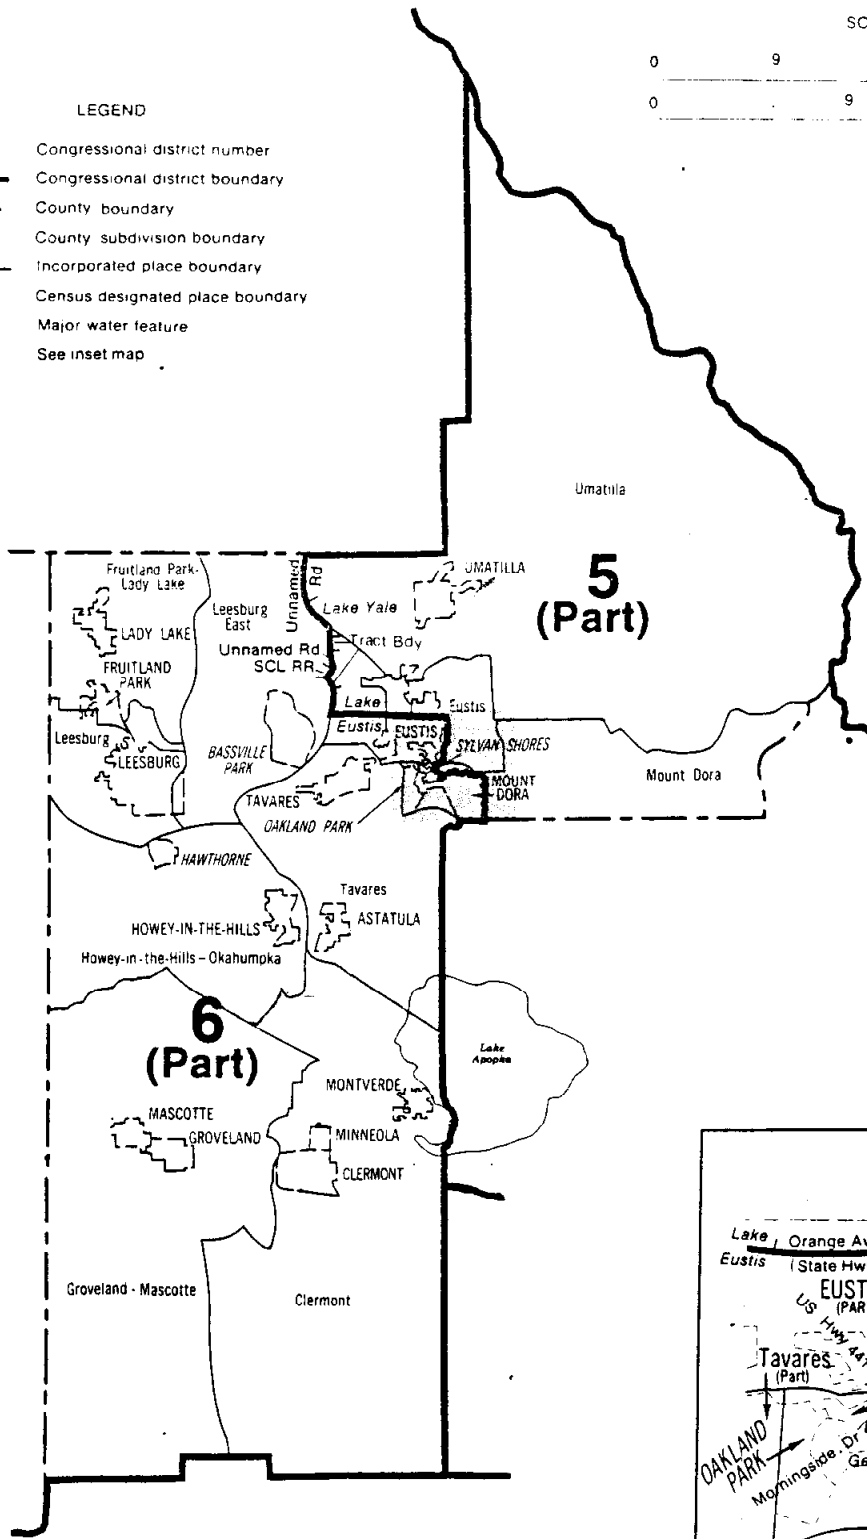 SC
0 9
0 9
LEGEND
Congressional district number
Congressional district boundary
County boundary
County subdivision boundary
Incorporated place boundary
Census designated place boundary
Major water feature
See inset map
Umatilla
5
(Part)
UMATILLA
Fruitland Park-
Lady Lake
LADY LAKE
Leesburg
East
Unnamed
Rd
Lake Yale
Tract Bdy
Unnamed Rd
SCL RR
FRUITLAND
PARK
Lake
Eustis
Eustis
EUSTIS
SYLVAN SHORES
Leesburg
LEESBURG
BASSVILLE
PARK
TAVARES
MOUNT
DORA
Mount Dora
OAKLAND PARK
HAWTHORNE
Tavares
HOWEY-IN-THE-HILLS
ASTATULA
Howey-in-the-Hills - Okahumpka
6
(Part)
Lake
Apopka
MONTVERDE
MASCOTTE
GROVELAND
MINNEOLA
CLERMONT
Groveland - Mascotte
Clermont
Lake
Eustis
Orange Av
(State Hw
EUST
(PAR
US Hwy 441
Tavares
(Part)
OAKLAND
PARK
Morningside Dr
Ga